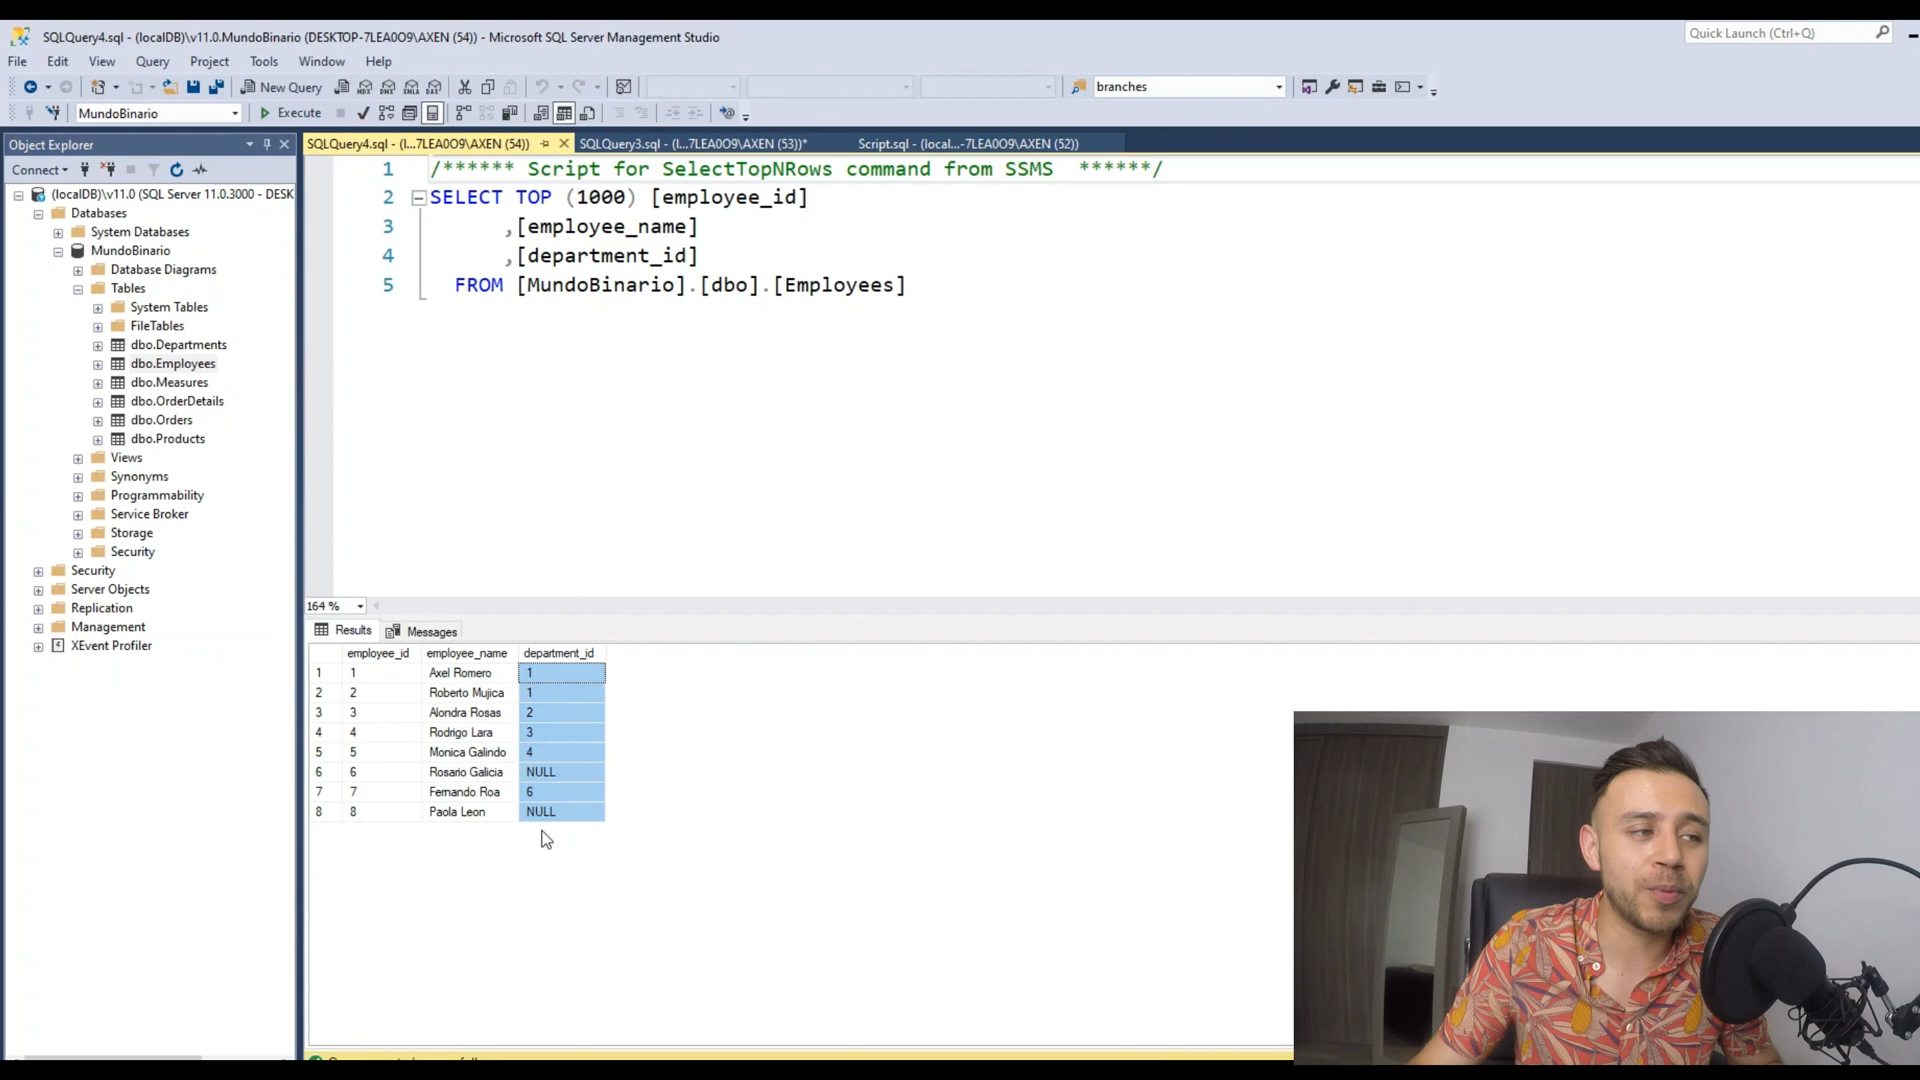 SQLQuery4.sql - (localDB)\v11.0.MundoBinario (DESKTOP-7LEA0O9\AXEN (54)) - Microsoft SQL Server Management Studio
Quick Launch (Ctrl+Q)
File Edit View Query Project Tools Window Help
New Query
branches
MundoBinario
Execute
Object Explorer
SQLQuery4.sql - (l...7LEA0O9\AXEN (54))
SQLQuery3.sql - (l...7LEA0O9\AXEN (53))*
Script.sql - (local...-7LEA0O9\AXEN (52))
Connect
(localDB)\v11.0 (SQL Server 11.0.3000 - DESK
Databases
System Databases
MundoBinario
Database Diagrams
Tables
System Tables
FileTables
dbo.Departments
dbo.Employees
dbo.Measures
dbo.OrderDetails
dbo.Orders
dbo.Products
Views
Synonyms
Programmability
Service Broker
Storage
Security
Security
Server Objects
Replication
Management
XEvent Profiler
1 /****** Script for SelectTopNRows command from SSMS ******/
2 SELECT TOP (1000) [employee_id]
3 ,[employee_name]
4 ,[department_id]
5 FROM [MundoBinario].[dbo].[Employees]
164 %
Results Messages
employee_id employee_name department_id
1 1 Axel Romero 1
2 2 Roberto Mujica 1
3 3 Alondra Rosas 2
4 4 Rodrigo Lara 3
5 5 Monica Galindo 4
6 6 Rosario Galicia NULL
7 7 Fernando Roa 6
8 8 Paola Leon NULL